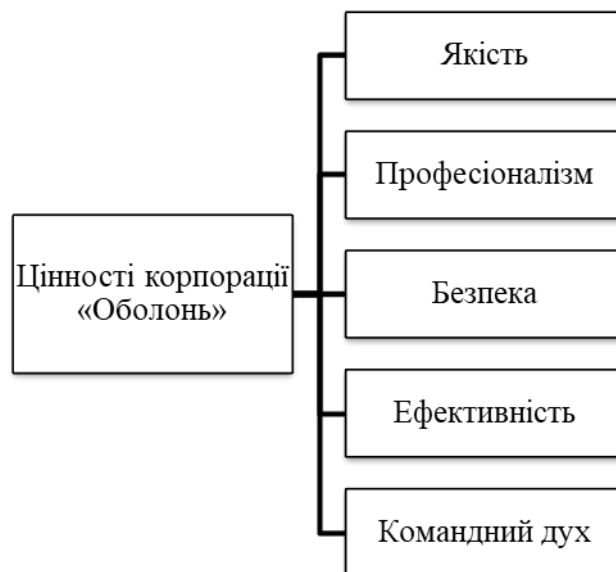 Якість
Професіоналізм
Цінності корпорації
«Оболонь»
Безпека
Ефективність
Командний дух